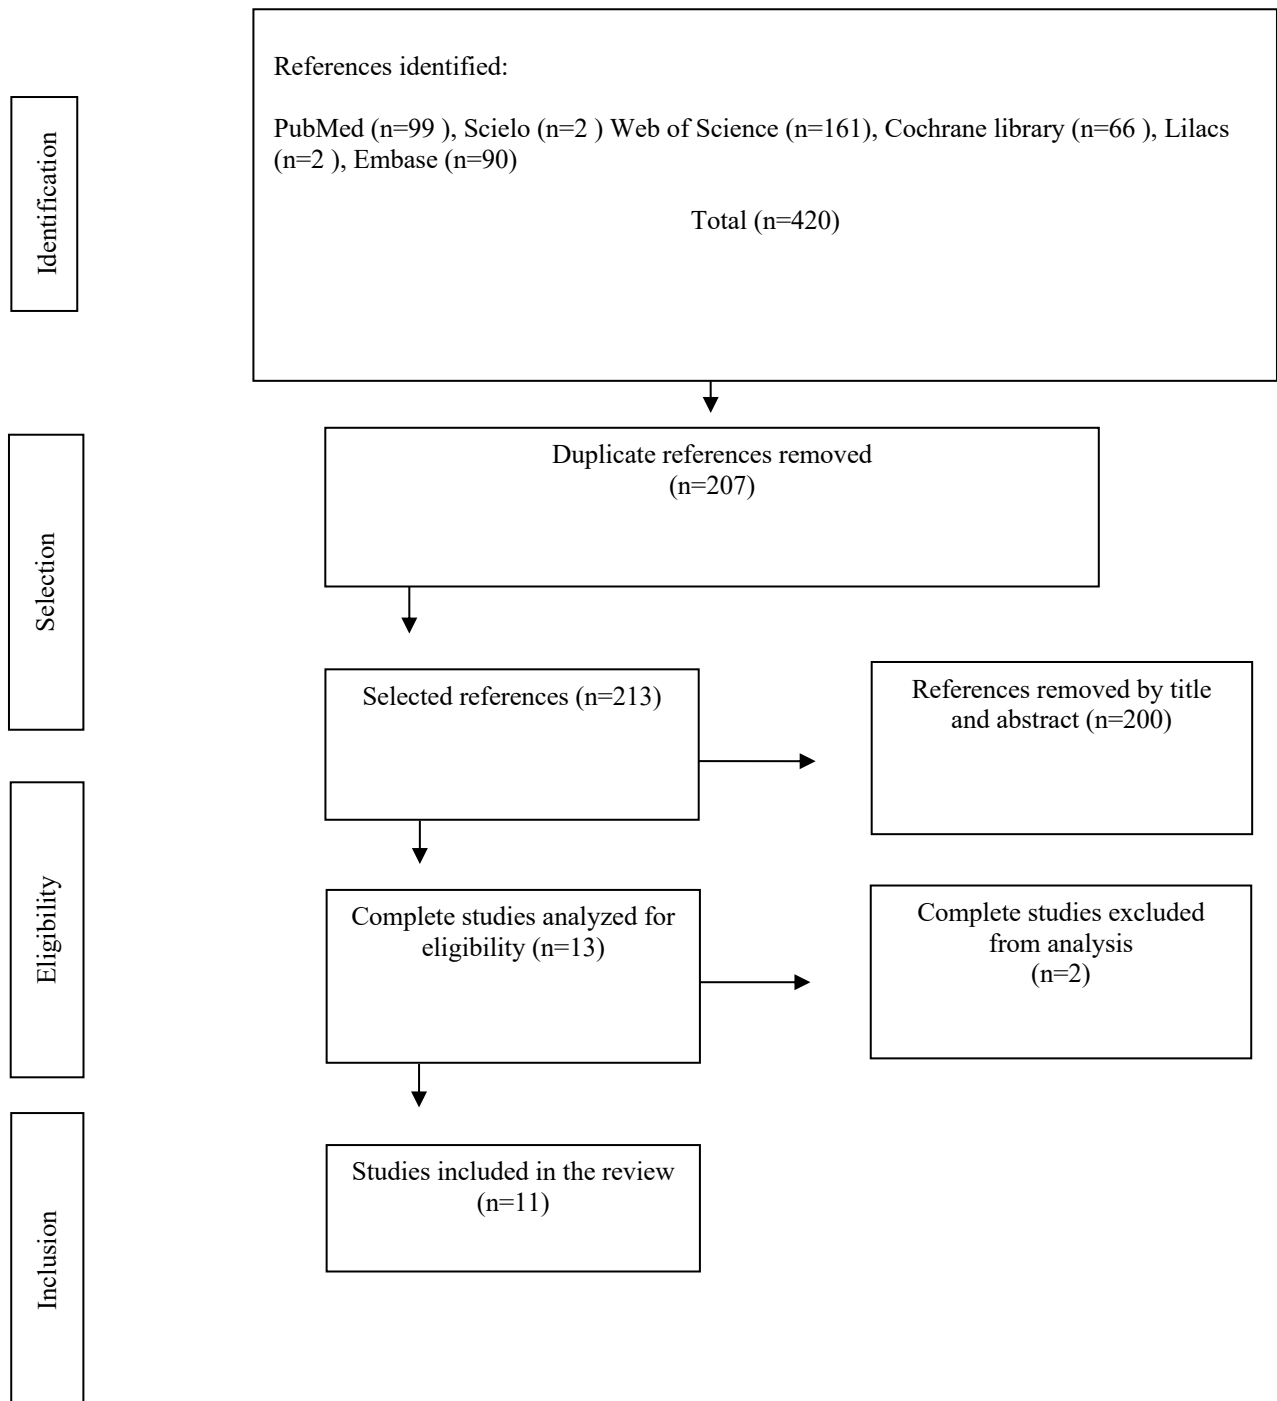 Identification
References identified:
PubMed (n=99 ), Scielo (n=2 ) Web of Science (n=161), Cochrane library (n=66 ), Lilacs
(n=2 ), Embase (n=90)
Total (n=420)
Selection
Duplicate references removed
(n=207)
Selected references (n=213)
References removed by title
and abstract (n=200)
Eligibility
Complete studies analyzed for
eligibility (n=13)
Complete studies excluded
from analysis
(n=2)
Inclusion
Studies included in the review
(n=11)